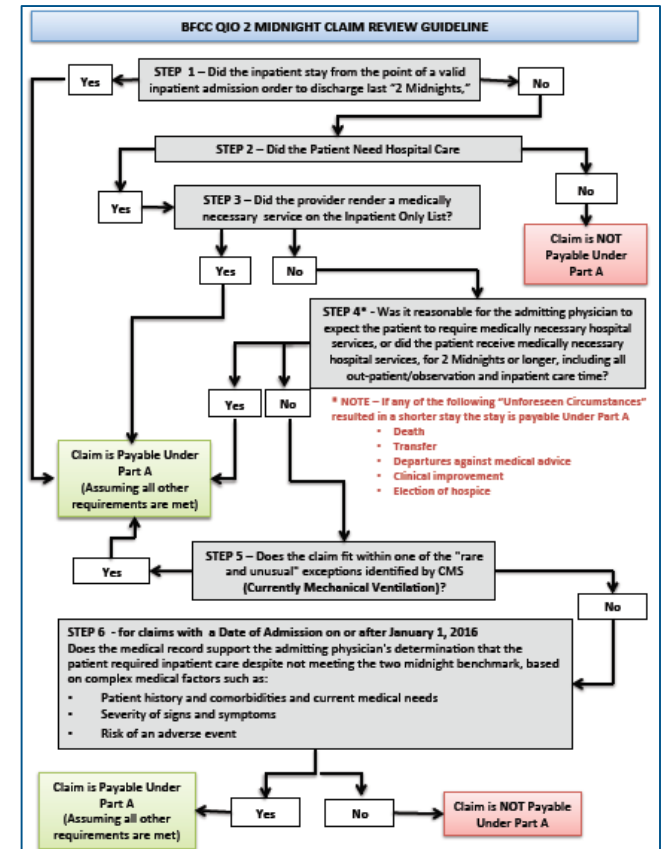 BFCC QIO 2 MIDNIGHT CLAIM REVIEW GUIDELINE
STEP 1 – Did the inpatient stay from the point of a valid
inpatient admission order to discharge last "2 Midnights,"
Yes
No
STEP 2 – Did the Patient Need Hospital Care
Yes
No
STEP 3 – Did the provider render a medically
necessary service on the Inpatient Only List?
Claim is NOT
Payable Under
Part A
Yes
No
STEP 4* - Was it reasonable for the admitting physician to
expect the patient to require medically necessary hospital
services, or did the patient receive medically necessary
hospital services, for 2 Midnights or longer, including all
out-patient/observation and inpatient care time?
Yes
No
* NOTE – If any of the following "Unforeseen Circumstances"
resulted in a shorter stay the stay is payable Under Part A
• Death
• Transfer
• Departures against medical advice
• Clinical improvement
• Election of hospice
Claim is Payable Under
Part A
(Assuming all other
requirements are met)
STEP 5 – Does the claim fit within one of the "rare
and unusual" exceptions identified by CMS
(Currently Mechanical Ventilation)?
Yes
No
STEP 6 - for claims with a Date of Admission on or after January 1, 2016
Does the medical record support the admitting physician's determination that the
patient required inpatient care despite not meeting the two midnight benchmark, based
on complex medical factors such as:
• Patient history and comorbidities and current medical needs
• Severity of signs and symptoms
• Risk of an adverse event
Claim is Payable Under
Part A
(Assuming all other
requirements are met)
Yes
No
Claim is NOT Payable
Under Part A